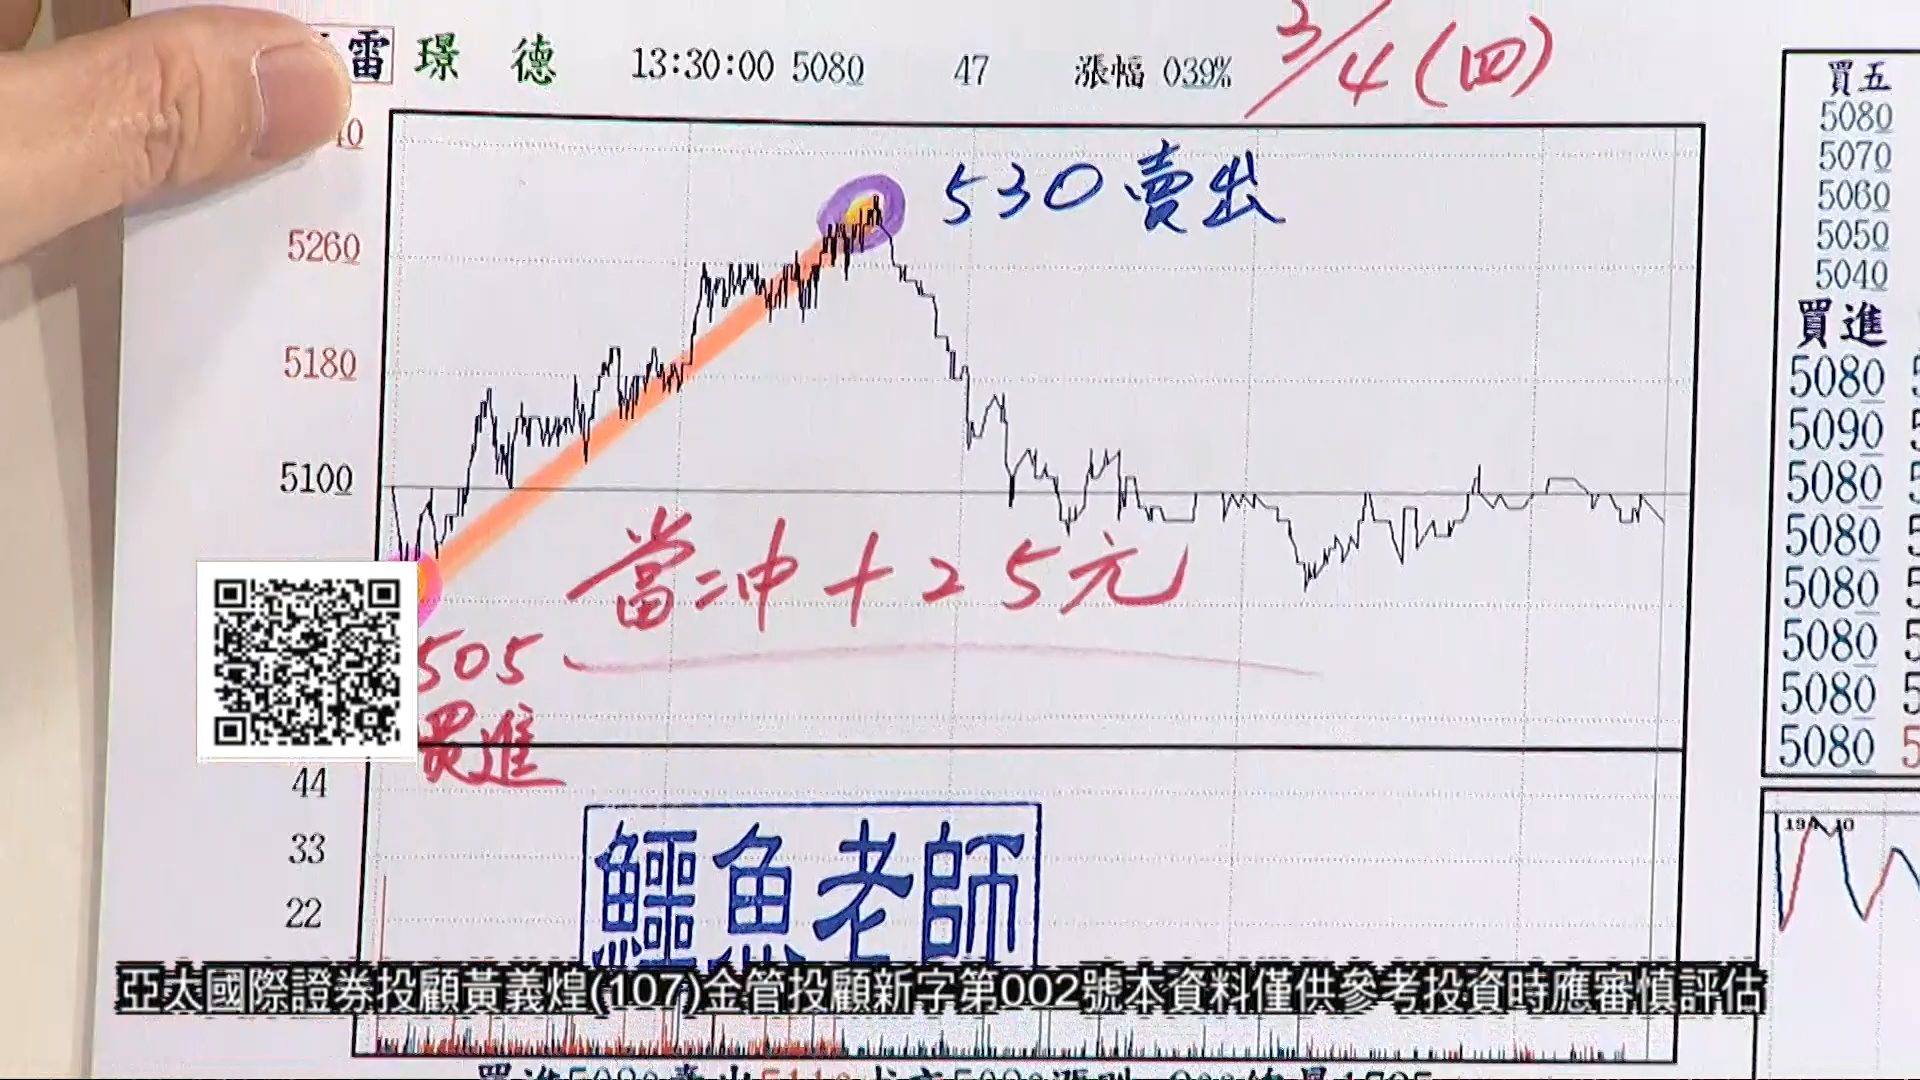 雷 璟 德 13:30:00 5080 47 漲幅 039% 3/4(四)
買五
5080
5070
5060
5050
5040
買進
5080
5090
5080
5080
5080
5080
5080
5080
40
5260
5180
5100
530賣出
當沖+25元
505
買進
44
33
22
鱷魚老師
194 10
亞太國際證券投顧黃義煌(107)金管投顧新字第002號本資料僅供參考投資時應審慎評估